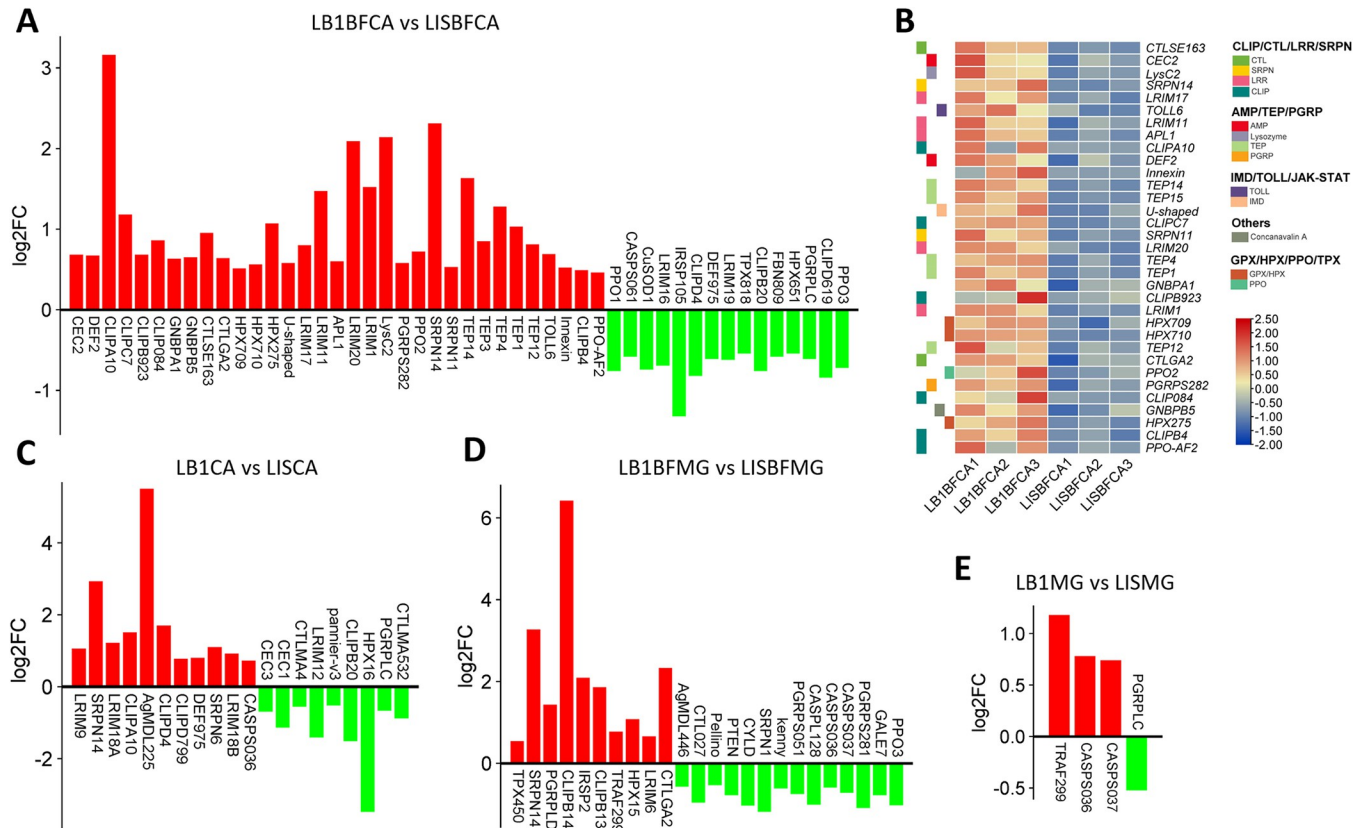 A
LB1BFCA vs LISBFCA
log2FC
3
2
1
0
-1
CEC2
DEF2
CLIPA10
CLIPC7
CLIPB923
CLIP084
GNBPA1
GNBPB5
CTLSE163
CTLGA2
HPX709
HPX710
HPX275
U-shaped
LRIM17
LRIM11
APL1
LRIM20
LRIM1
LysC2
PGRPS282
PPO2
SRPN14
SRPN11
TEP14
TEP3
TEP4
TEP1
TEP12
TOLL6
Innexin
CLIPB4
PPO-AF2
PPO1
CASPS061
CuSOD1
LRIM16
IRSP105
CLIPD4
DEF975
LRIM19
TPX818
CLIPB20
FBN809
HPX651
PGRPLC
CLIPD619
PPO3
B
CTLSE163
CEC2
LysC2
SRPN14
LRIM17
TOLL6
LRIM11
APL1
CLIPA10
DEF2
Innexin
TEP14
TEP15
U-shaped
CLIPC7
SRPN11
LRIM20
TEP4
TEP1
GNBPA1
CLIPB923
LRIM1
HPX709
HPX710
TEP12
CTLGA2
PPO2
PGRPS282
CLIP084
GNBPB5
HPX275
CLIPB4
PPO-AF2
LB1BFCA1
LB1BFCA2
LB1BFCA3
LISBFCA1
LISBFCA2
LISBFCA3
CLIP/CTL/LRR/SRPN
CTL
SRPN
LRR
CLIP
AMP/TEP/PGRP
AMP
Lysozyme
TEP
PGRP
IMD/TOLL/JAK-STAT
TOLL
IMD
Others
Concanavalin A
GPX/HPX/PPO/TPX
GPX/HPX
PPO
2.50
2.00
1.50
1.00
0.50
0.00
-0.50
-1.00
-1.50
-2.00
C
LB1CA vs LISCA
log2FC
4
2
0
-2
LRIM9
SRPN14
LRIM18A
CLIPA10
AgMDL225
CLIPD4
CLIPD799
DEF975
SRPN6
LRIM18B
CASPS036
CEC3
CEC1
CTLMA4
LRIM12
pannier-v3
CLIPB20
HPX16
PGRPLC
CTLMA532
D
LB1BFMG vs LISBFMG
log2FC
6
4
2
0
TPX450
SRPN14
PGRPLD
CLIPB14
IRSP2
CLIPB13
TRAF299
HPX15
LRIM6
CTLGA2
AgMDL446
CTL027
Pellino
PTEN
CYLD
SRPN1
kenny
PGRPS051
CASPL128
CASPS036
CASPS037
PGRPS281
GALE7
PPO3
E
LB1MG vs LISMG
log2FC
1.0
0.5
0.0
-0.5
TRAF299
CASPS036
CASPS037
PGRPLC